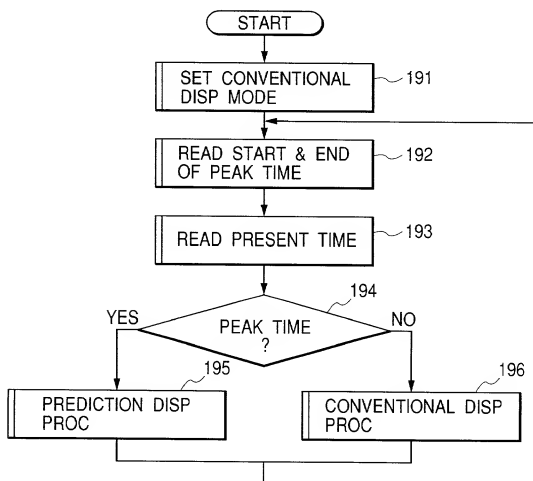 START
SET CONVENTIONAL
DISP MODE
191
READ START & END
OF PEAK TIME
192
READ PRESENT TIME
193
194
YES
PEAK TIME
?
NO
195
PREDICTION DISP
PROC
196
CONVENTIONAL DISP
PROC